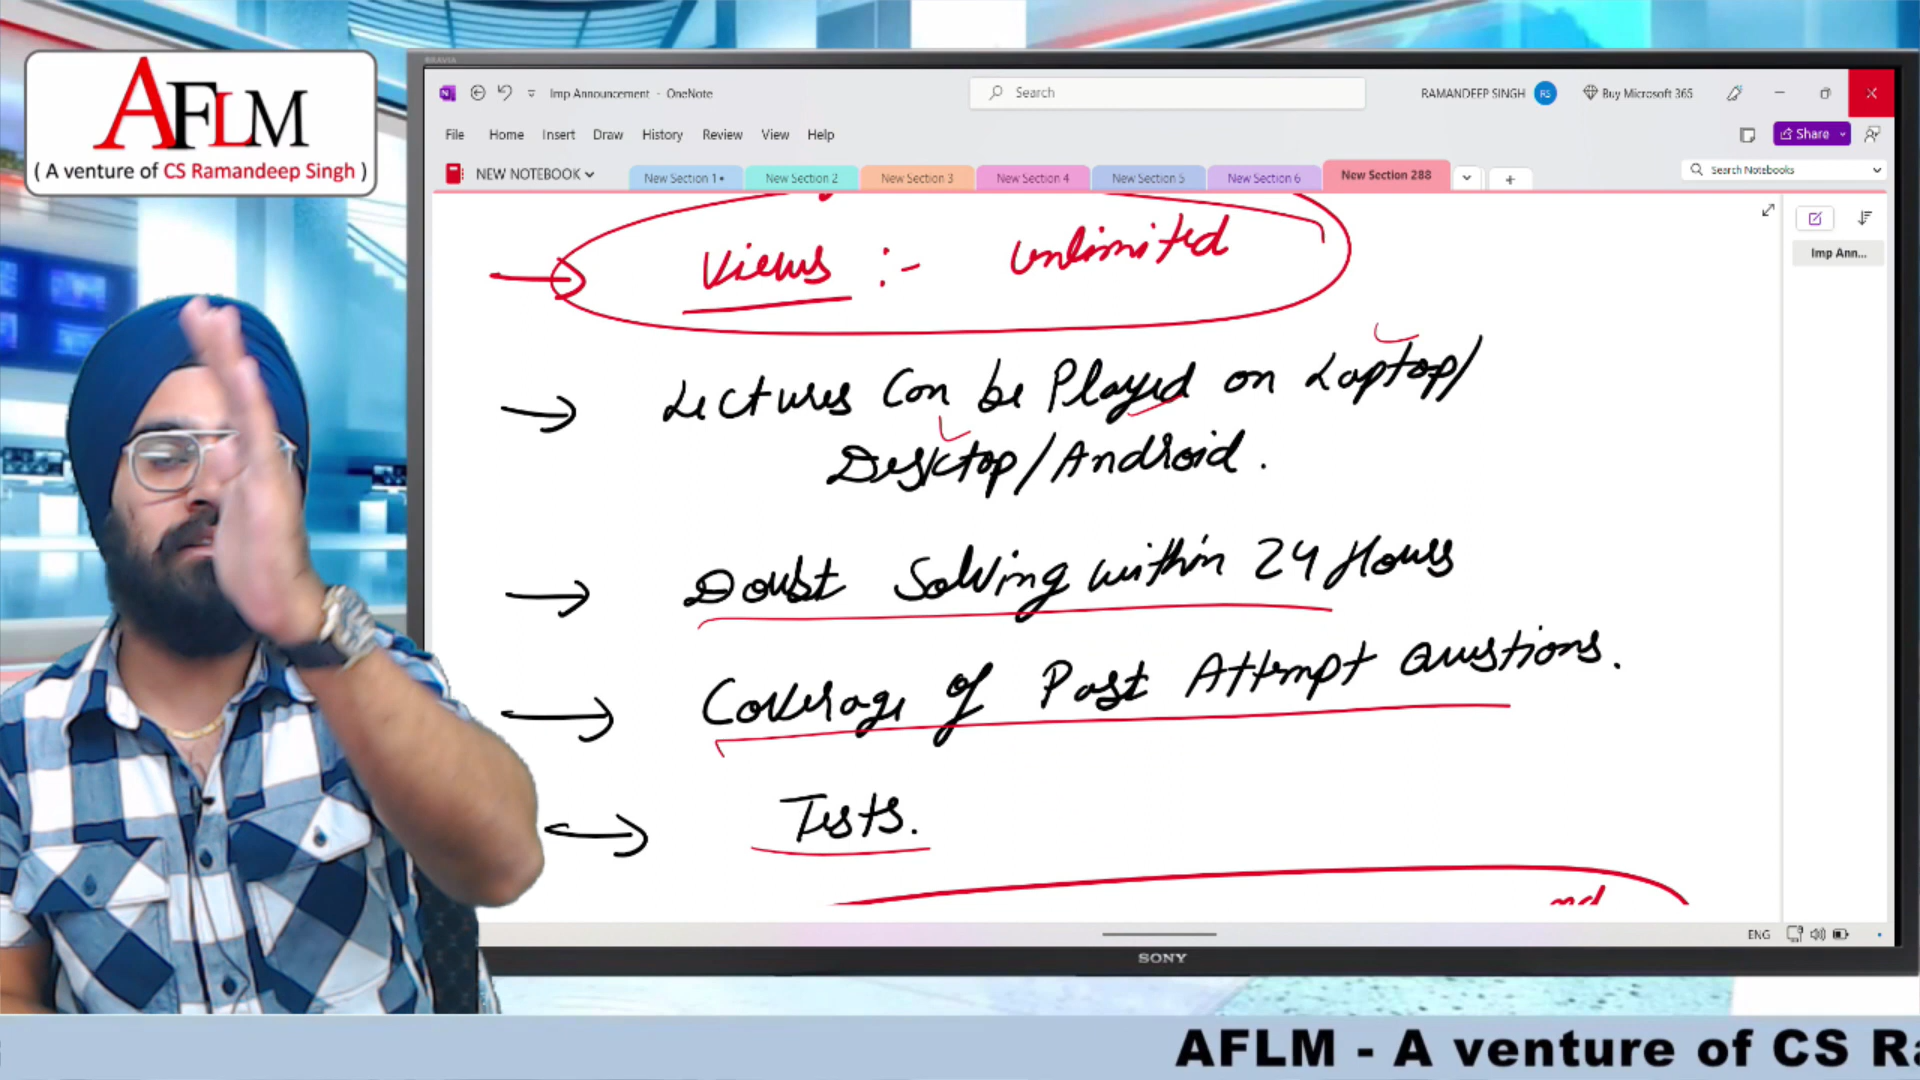 BRAVIA
AFLM
( A venture of CS Ramandeep Singh )
Imp Announcement - OneNote
Search
RAMANDEEP SINGH
RS
Buy Microsoft 365
File Home Insert Draw History Review View Help
Share
NEW NOTEBOOK
New Section 1
New Section 2
New Section 3
New Section 4
New Section 5
New Section 6
New Section 288
Search Notebooks
Imp Ann...
Views :- Unlimited
Lectures Can be Played on Laptop/
Desktop/Android.
Doubt Solving within 24 Hours
Coverage of Past Attempt Questions.
Tests.
ENG
SONY
AFLM - A venture of CS Ra